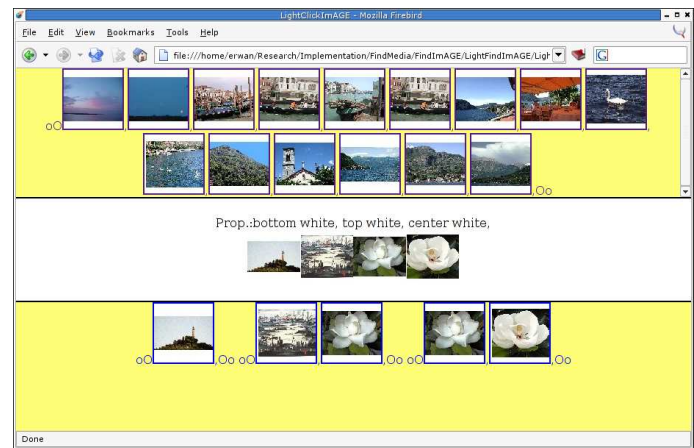 LightClickImAGE - Mozilla Firebird
File Edit View Bookmarks Tools Help
file:///home/erwan/Research/Implementation/FindMedia/FindImAGE/LightFindImAGE/Ligh
G
oO , , , , , , , , ,
, , , , , ,Oo
Prop.:bottom white, top white, center white,
oO ,Oo oO , ,Oo oO , ,Oo
Done